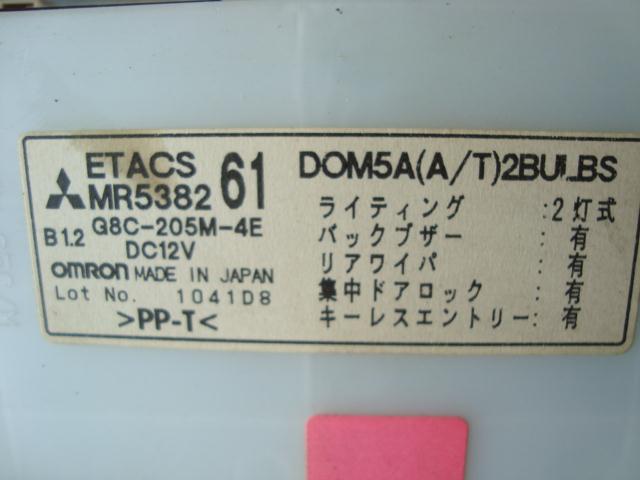 ETACS 61 DOM5A(A/T)2BULBS
MR5382
ライティング :2灯式
B1.2 G8C-205M-4E
バックブザー : 有
DC12V
リアワイパ : 有
omron MADE IN JAPAN
集中ドアロック : 有
Lot No. 1041D8
キーレスエントリー: 有
>PP-T<